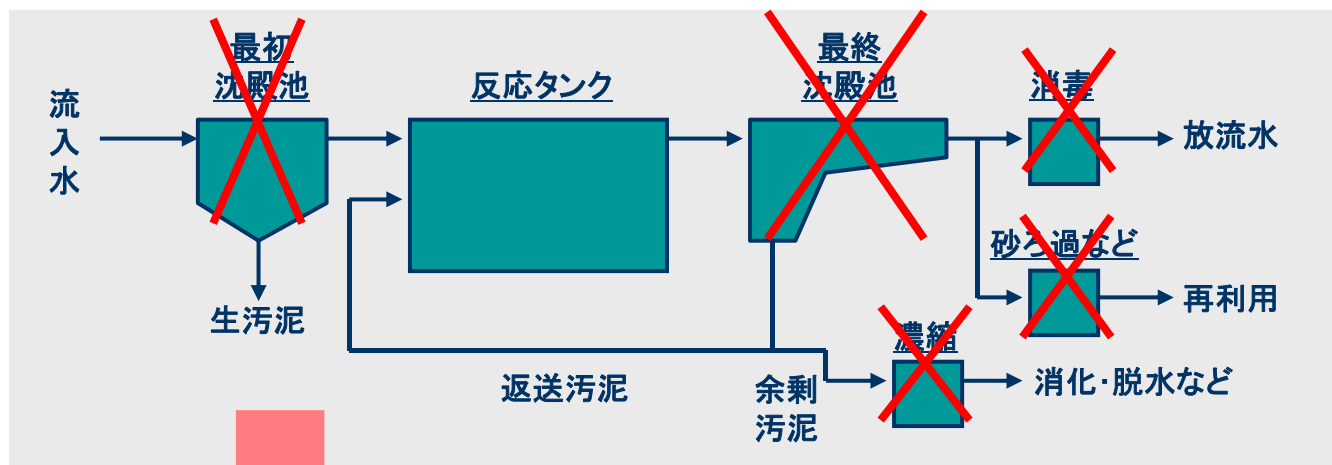 流
入
水
最初
沈殿池
反応タンク
最終
沈殿池
消毒
放流水
砂ろ過など
再利用
生汚泥
返送汚泥
余剰
汚泥
濃縮
消化・脱水など